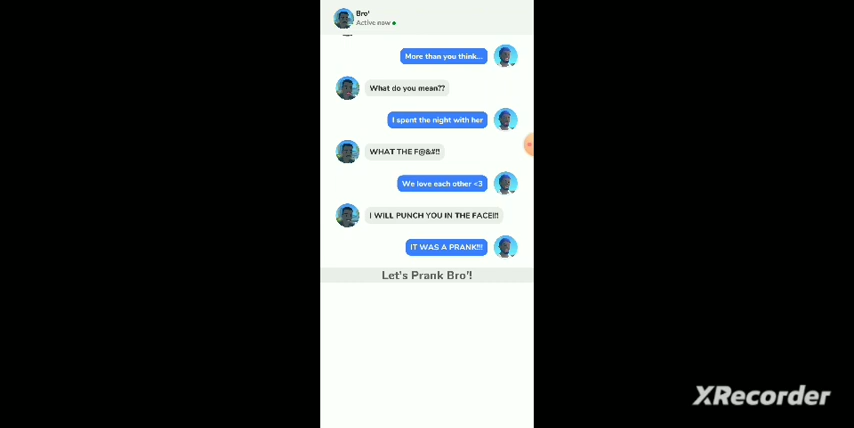 Bro'
Active now
More than you think...
What do you mean??
I spent the night with her
WHAT THE F@&#!!
We love each other <3
I WILL PUNCH YOU IN THE FACE!!!
IT WAS A PRANK!!!
Let's Prank Bro'!
XRecorder